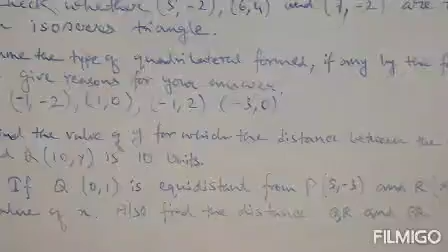 check whether (5, -2), (6,4) and (7, -2) are
isosceles triangle.
the type of quadrilateral formed, if any by the
give reasons for your answer.
(-1, -2), (1, 0), (-1, 2) (-3, 0)
the value of y for which the distance between the
Q (10, Y) is 10 Units.
If Q (0,1) is equidistand from P (5, -3) and R
of x. Also find the distance QR and PR
FILMIGO